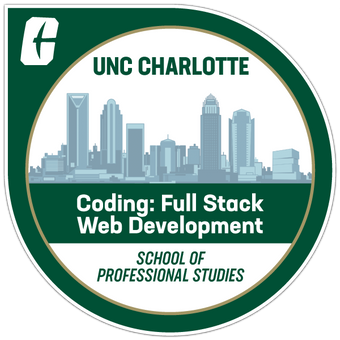 C
UNC CHARLOTTE
Coding: Full Stack
Web Development
SCHOOL OF
PROFESSIONAL STUDIES